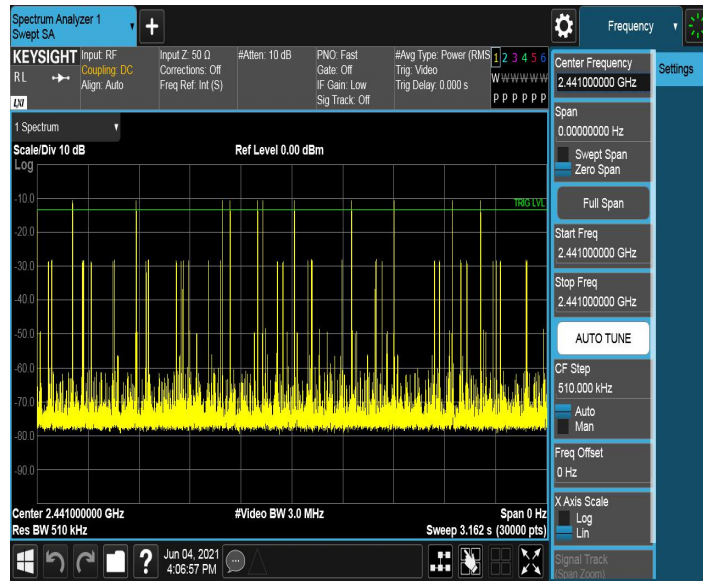 Spectrum Analyzer 1
Swept SA
+
Frequency
KEYSIGHT
RL
LXI
Input: RF
Coupling: DC
Align: Auto
Input Z: 50 Ω
Corrections: Off
Freq Ref: Int (S)
#Atten: 10 dB
PNO: Fast
Gate: Off
IF Gain: Low
Sig Track: Off
#Avg Type: Power (RMS
Trig: Video
Trig Delay: 0.000 s
1 2 3 4 5 6
W W W W W W
P P P P P P
Center Frequency
2.441000000 GHz
Settings
Span
0.00000000 Hz
Swept Span
Zero Span
Full Span
Start Freq
2.441000000 GHz
Stop Freq
2.441000000 GHz
AUTO TUNE
CF Step
510.000 kHz
Auto
Man
Freq Offset
0 Hz
X Axis Scale
Log
Lin
Signal Track
(Span Zoom)
1 Spectrum
Scale/Div 10 dB
Ref Level 0.00 dBm
Log
TRIG LVL
-10.0
-20.0
-30.0
-40.0
-50.0
-60.0
-70.0
-80.0
-90.0
Center 2.441000000 GHz
#Video BW 3.0 MHz
Span 0 Hz
Res BW 510 kHz
Sweep 3.162 s (30000 pts)
?
Jun 04, 2021
4:06:57 PM